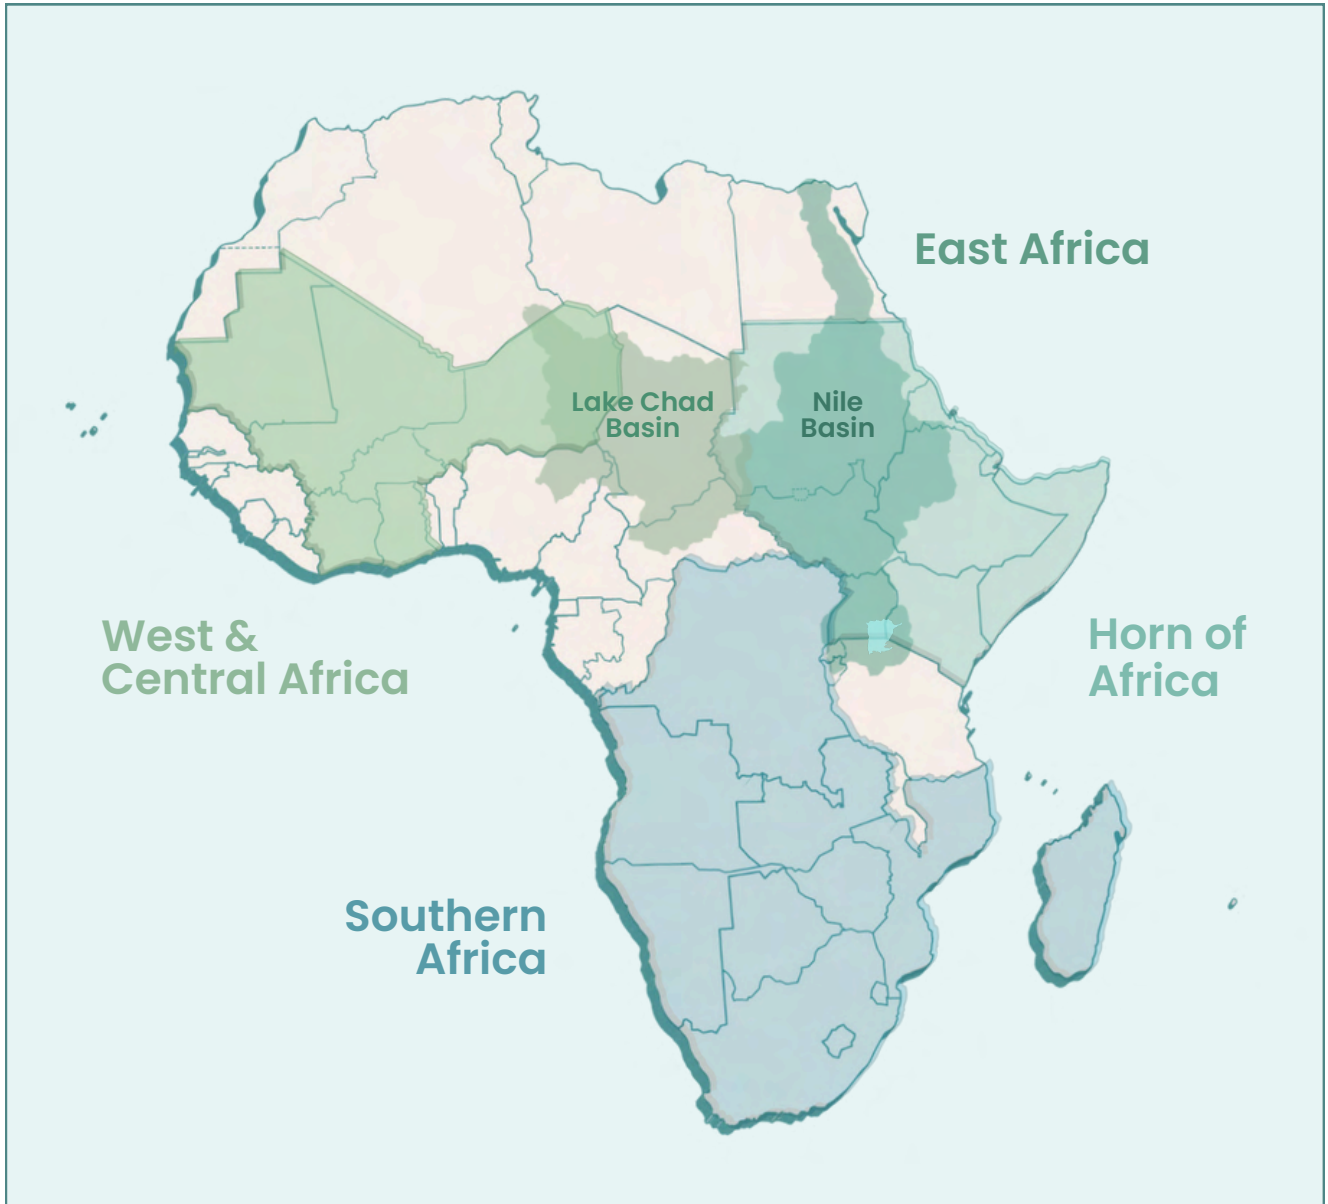 East Africa
Lake Chad
Basin
Nile
Basin
West &
Central Africa
Horn of
Africa
Southern
Africa